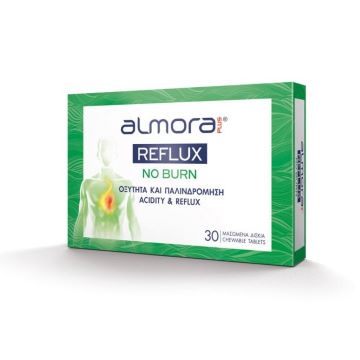 almora PLUS®
REFLUX
NO BURN
ΟΞΥΤΗΤΑ ΚΑΙ ΠΑΛΙΝΔΡΟΜΗΣΗ
ACIDITY & REFLUX
30 ΜΑΣΩΜΕΝΑ ΔΙΣΚΙΑ
CHEWABLE TABLETS